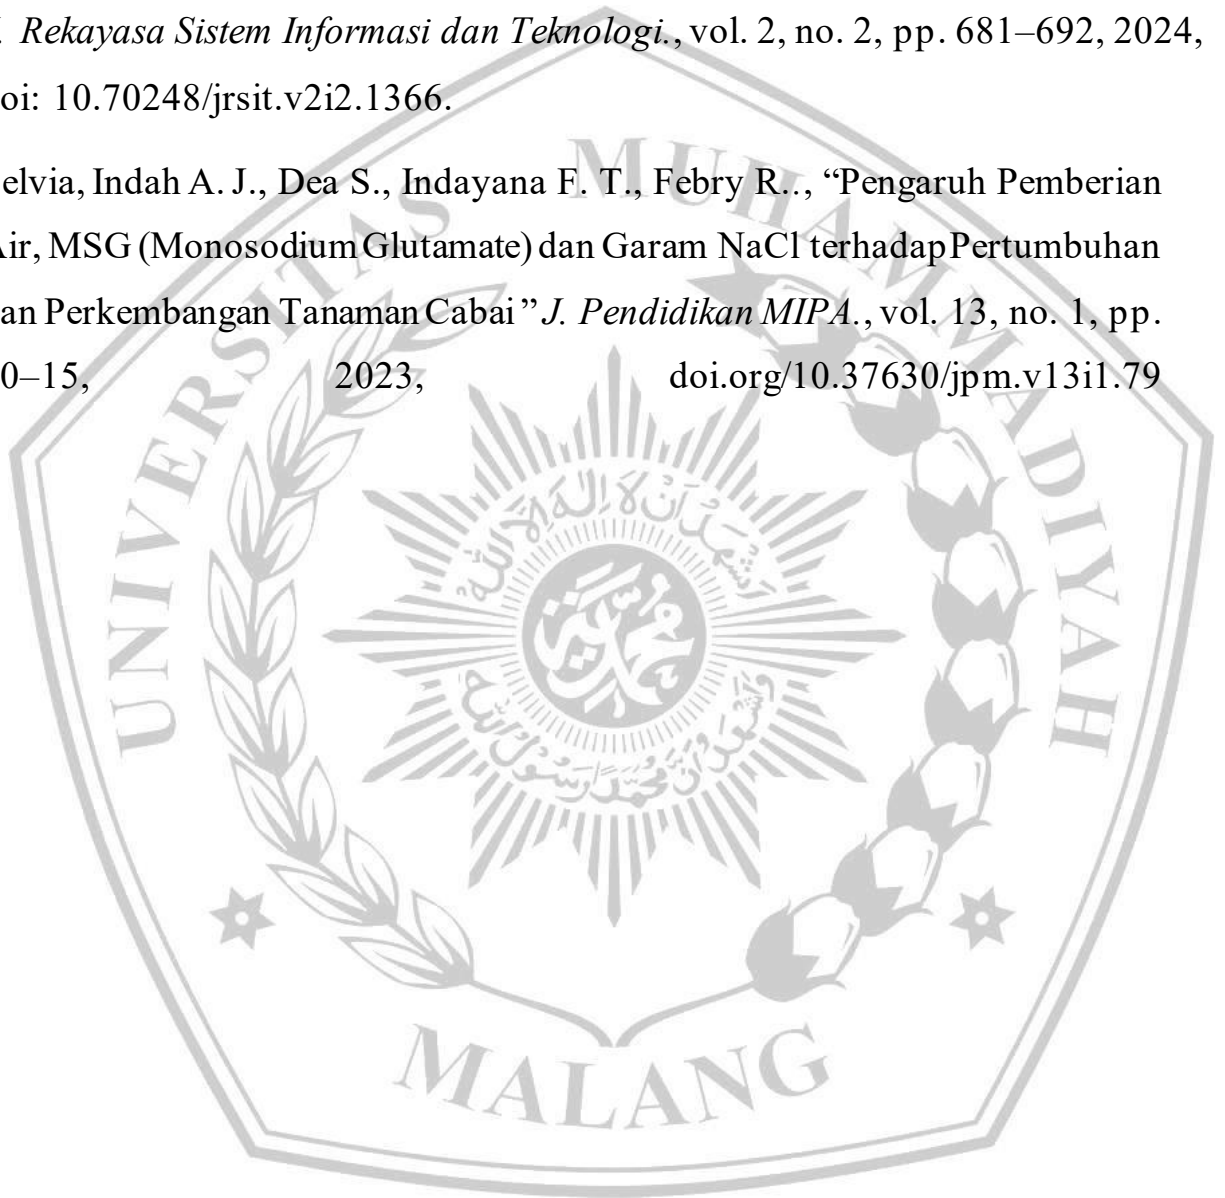 . Rekayasa Sistem Informasi dan Teknologi., vol. 2, no. 2, pp. 681–692, 2024,
oi: 10.70248/jrsit.v2i2.1366.
elvia, Indah A. J., Dea S., Indayana F. T., Febry R.., “Pengaruh Pemberian
Air, MSG (Monosodium Glutamate) dan Garam NaCl terhadap Pertumbuhan
an Perkembangan Tanaman Cabai ” J. Pendidikan MIPA., vol. 13, no. 1, pp.
0–15, 2023, doi.org/10.37630/jpm.v13i1.79
UNIVERSITAS MUHAMMADIYAH
MALANG